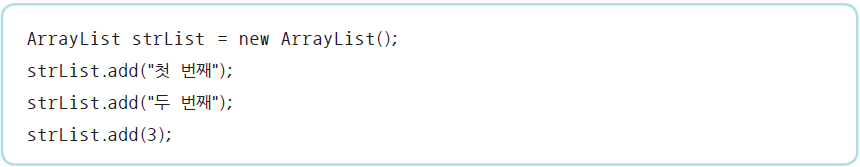 ArrayList strList = new ArrayList();
strList.add("첫 번째");
strList.add("두 번째");
strList.add(3);